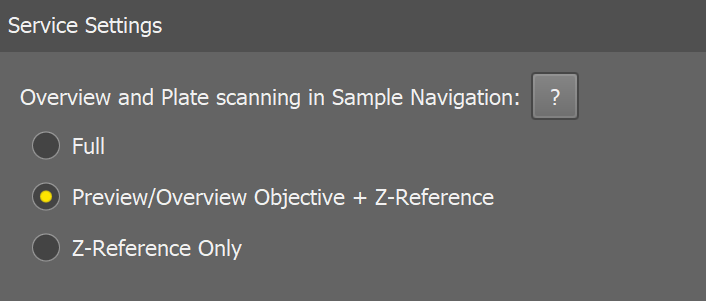 Service Settings
Overview and Plate scanning in Sample Navigation: ?
Full
Preview/Overview Objective + Z-Reference
Z-Reference Only